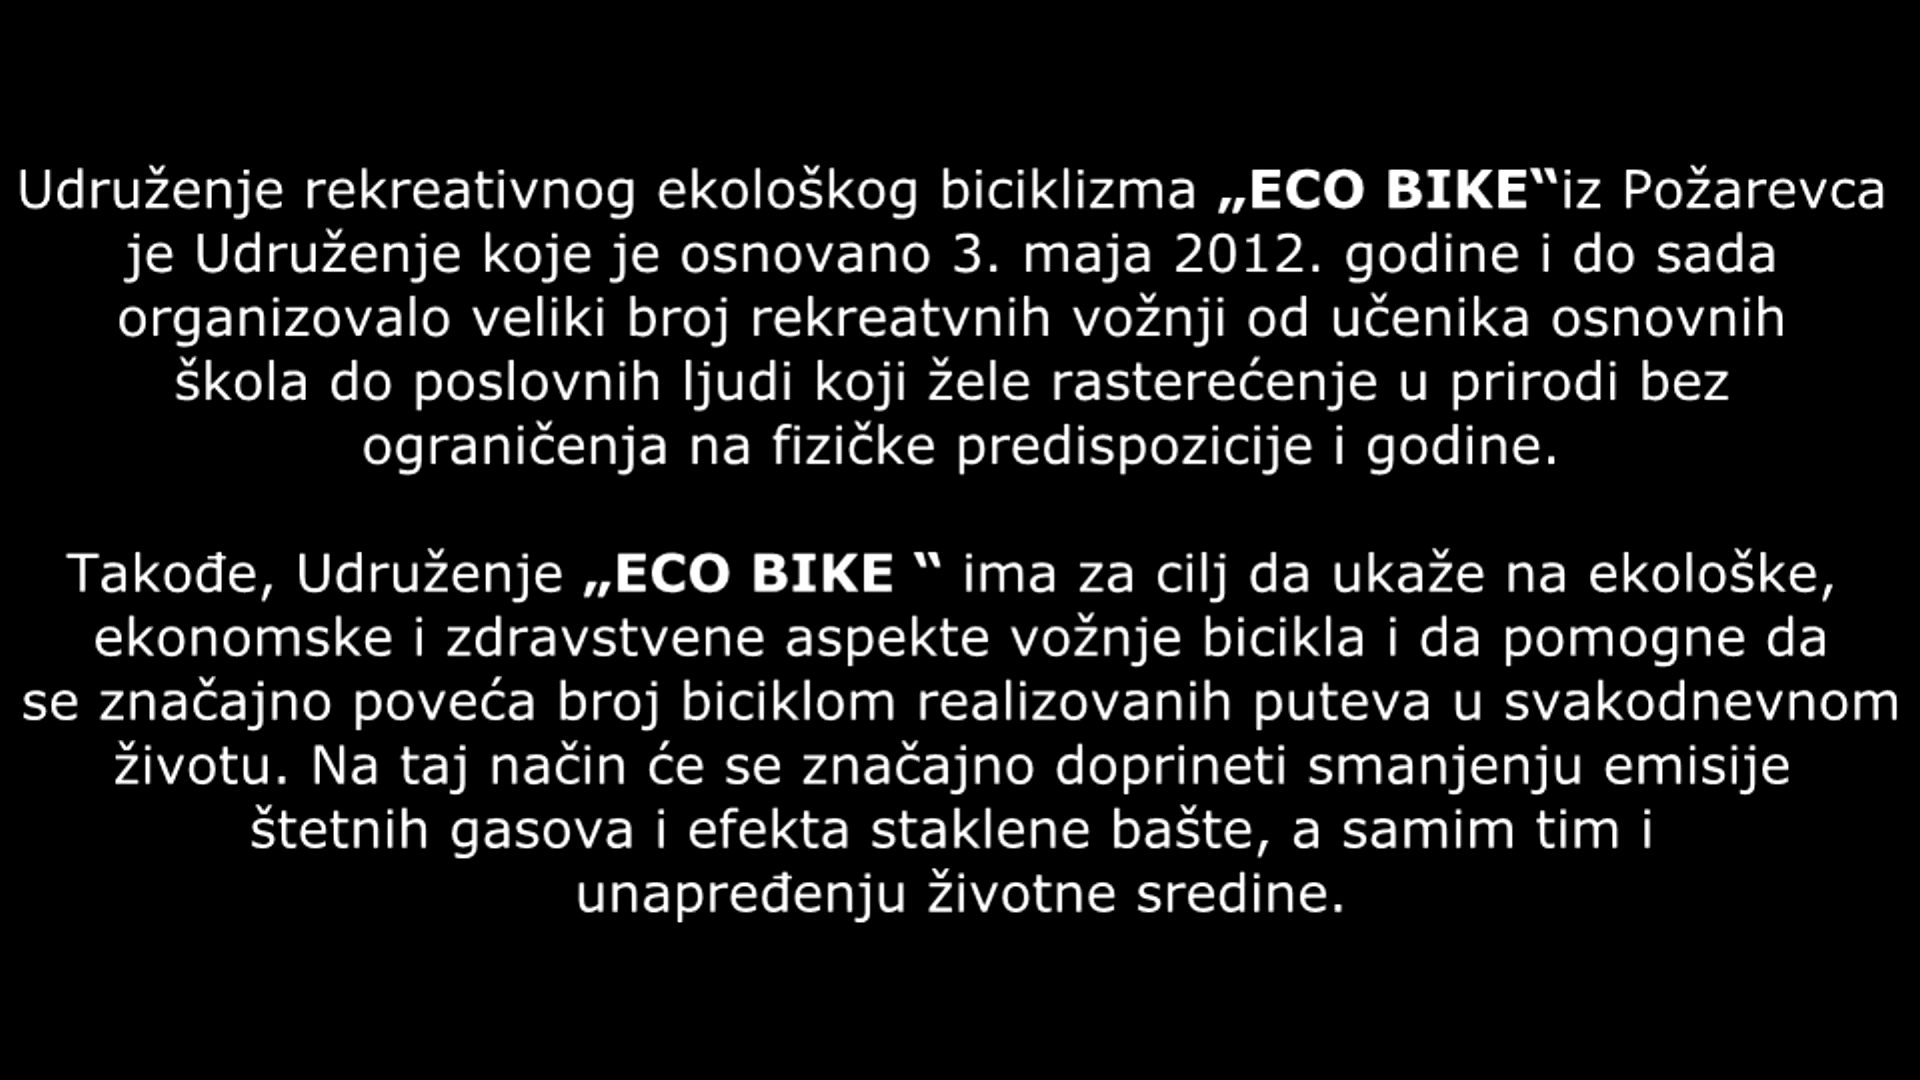 Udruženje rekreativnog ekološkog biciklizma „ECO BIKE‟iz Požarevca
je Udruženje koje je osnovano 3. maja 2012. godine i do sada
organizovalo veliki broj rekreatvnih vožnji od učenika osnovnih
škola do poslovnih ljudi koji žele rasterećenje u prirodi bez
ograničenja na fizičke predispozicije i godine.
Takođe, Udruženje „ECO BIKE ‟ ima za cilj da ukaže na ekološke,
ekonomske i zdravstvene aspekte vožnje bicikla i da pomogne da
se značajno poveća broj biciklom realizovanih puteva u svakodnevnom
životu. Na taj način će se značajno doprineti smanjenju emisije
štetnih gasova i efekta staklene bašte, a samim tim i
unapređenju životne sredine.